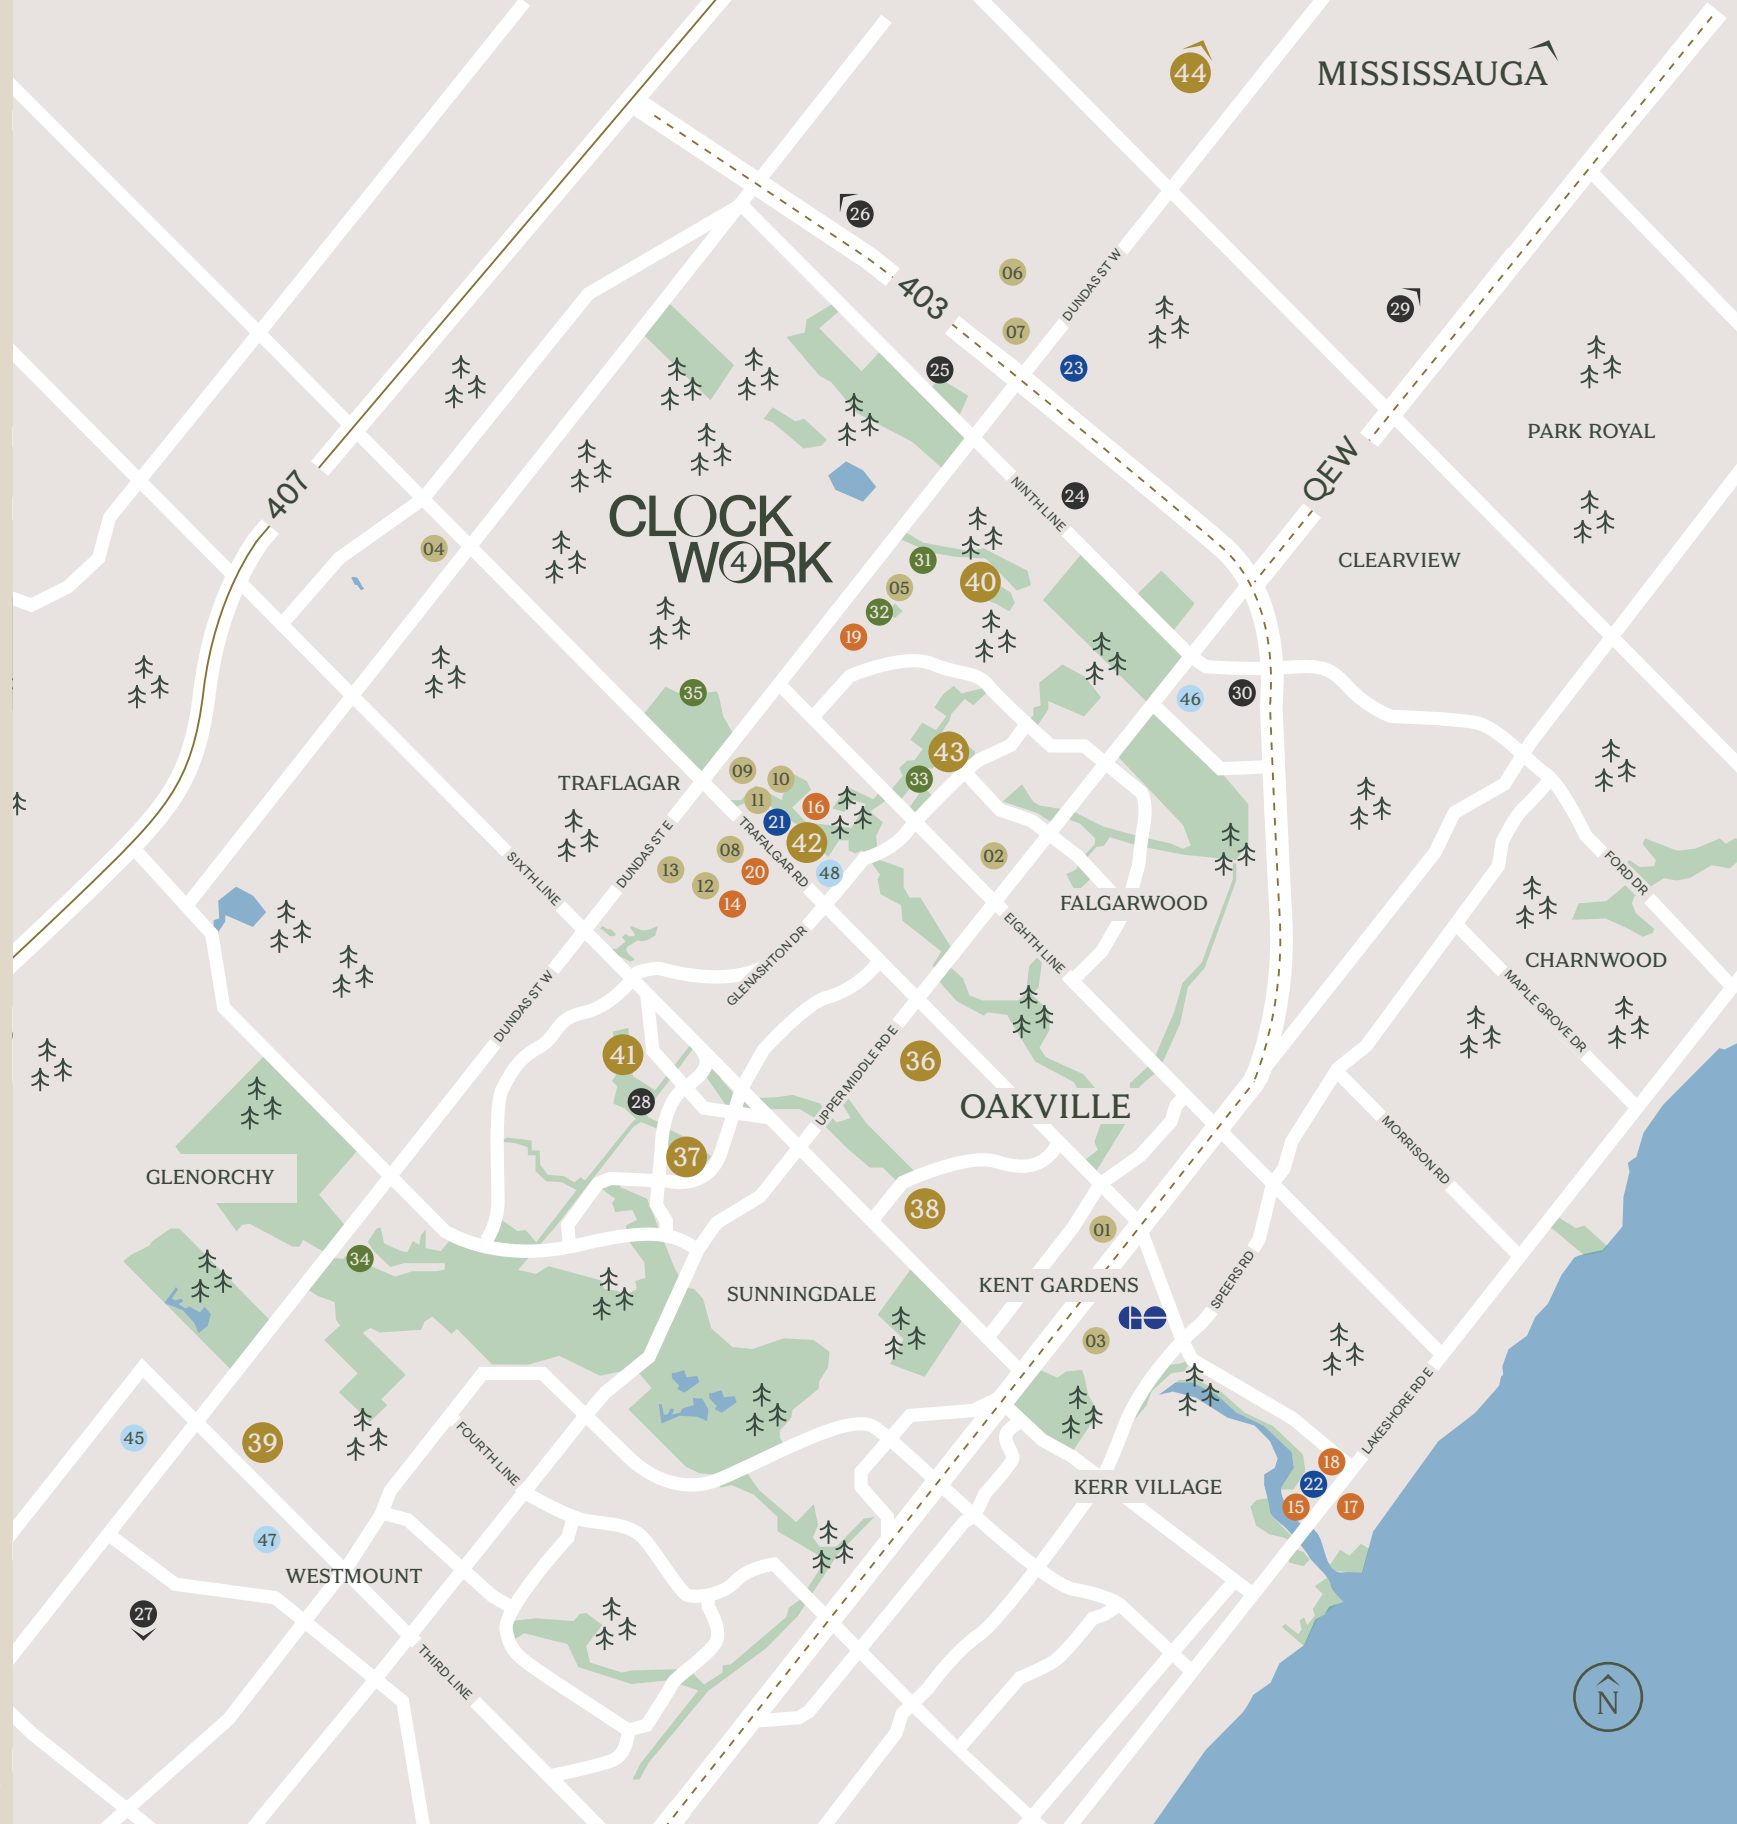 44
MISSISSAUGA
26
06
403
DUNDAS ST W
29
07
25
23
PARK ROYAL
407
QEW
24
NINTH LINE
CLOCK
W4RK
04
CLEARVIEW
31
40
05
32
19
35
46
30
43
TRAFLAGAR
09
10
33
11
16
21
42
TRAFALGAR RD
DUNDAS ST E
08
02
13
20
48
12
14
SIXTH LINE
FALGARWOOD
FORD DR
EIGHTH LINE
GLENASHTON DR
CHARNWOOD
MAPLE GROVE DR
DUNDAS ST W
41
36
UPPER MIDDLE RD E
28
OAKVILLE
37
MORRISON RD
GLENORCHY
38
01
34
SPEERS RD
SUNNINGDALE
KENT GARDENS
GO
03
45
39
FOURTH LINE
LAKESHORE RD E
18
KERR VILLAGE
22
15
17
47
WESTMOUNT
27
THIRD LINE
N